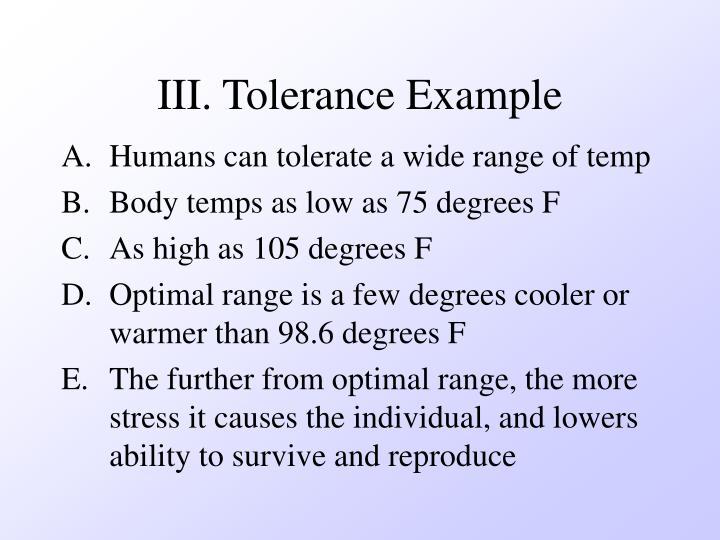 III. Tolerance Example
A. Humans can tolerate a wide range of temp
B. Body temps as low as 75 degrees F
C. As high as 105 degrees F
D. Optimal range is a few degrees cooler or
warmer than 98.6 degrees F
E. The further from optimal range, the more
stress it causes the individual, and lowers
ability to survive and reproduce